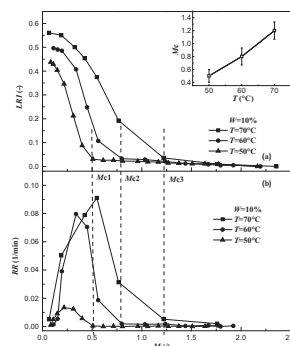 1.4
1.2
1.0
0.8
0.6
0.4
Mc
50 60 70
T (°C)
0.6
0.5
0.4
0.3
0.2
0.1
0.0
LRI (-)
W=10%
T=70°C
T=60°C
T=50°C
(a)
Mc1
Mc2
Mc3
0.10
0.08
0.06
0.04
0.02
0.00
RR (1/min)
(b)
W=10%
T=70°C
T=60°C
T=50°C
0.0 0.5 1.0 1.5 2.0